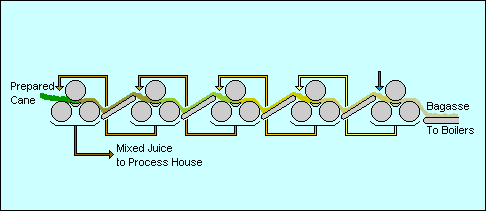 Prepared
Cane
Bagasse
To Boilers
Mixed Juice
to Process House